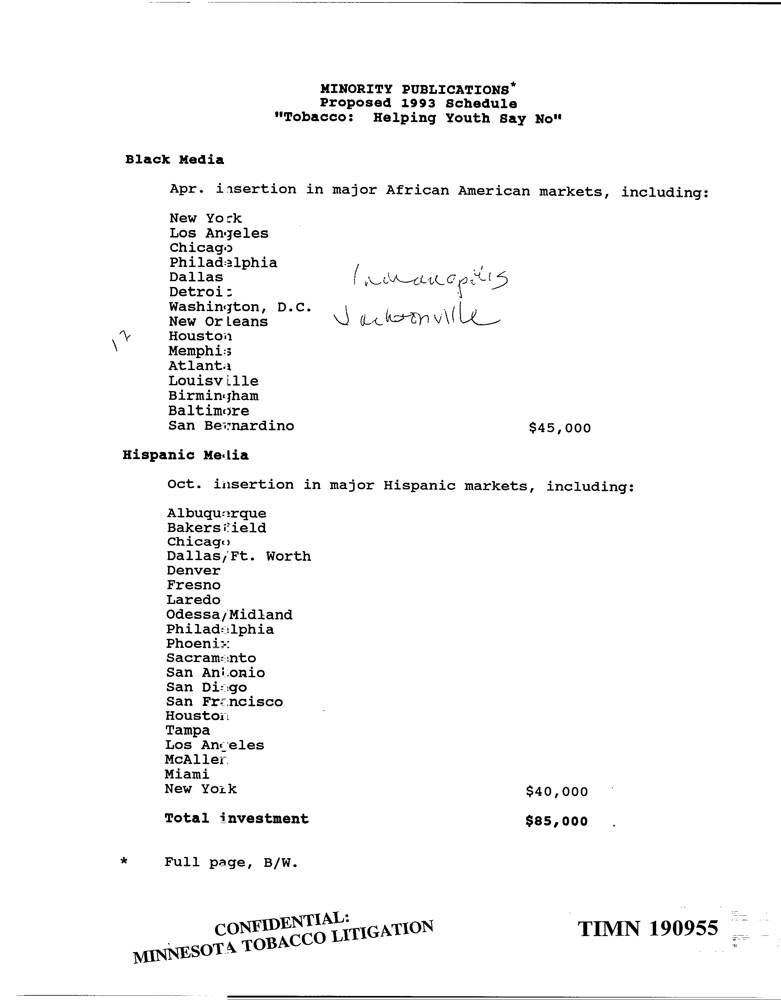 MINORITY PUBLICATIONS*
Proposed 1993 Schedule
"Tobacco: Helping Youth Say No"
Black Media
Apr. insertion in major African American markets, including:
New York
Los Angeles
Chicago
Philadelphia
Dallas
Indianapolis
Detroit
Washington, D.C.
Jacksonville
New Orleans
12
Houston
Memphis
Atlanta
Louisville
Birmingham
Baltimore
San Bernardino $45,000
Hispanic Media
Oct. insertion in major Hispanic markets, including:
Albuquerque
Bakersfield
Chicago
Dallas/Ft. Worth
Denver
Fresno
Laredo
Odessa/Midland
Philadelphia
Phoenix
Sacramento
San Antonio
San Diego
San Francisco
Houston
Tampa
Los Angeles
McAllen
Miami
New York $40,000
Total investment $85,000
* Full page, B/W.
CONFIDENTIAL:
MINNESOTA TOBACCO LITIGATION
TIMN 190955